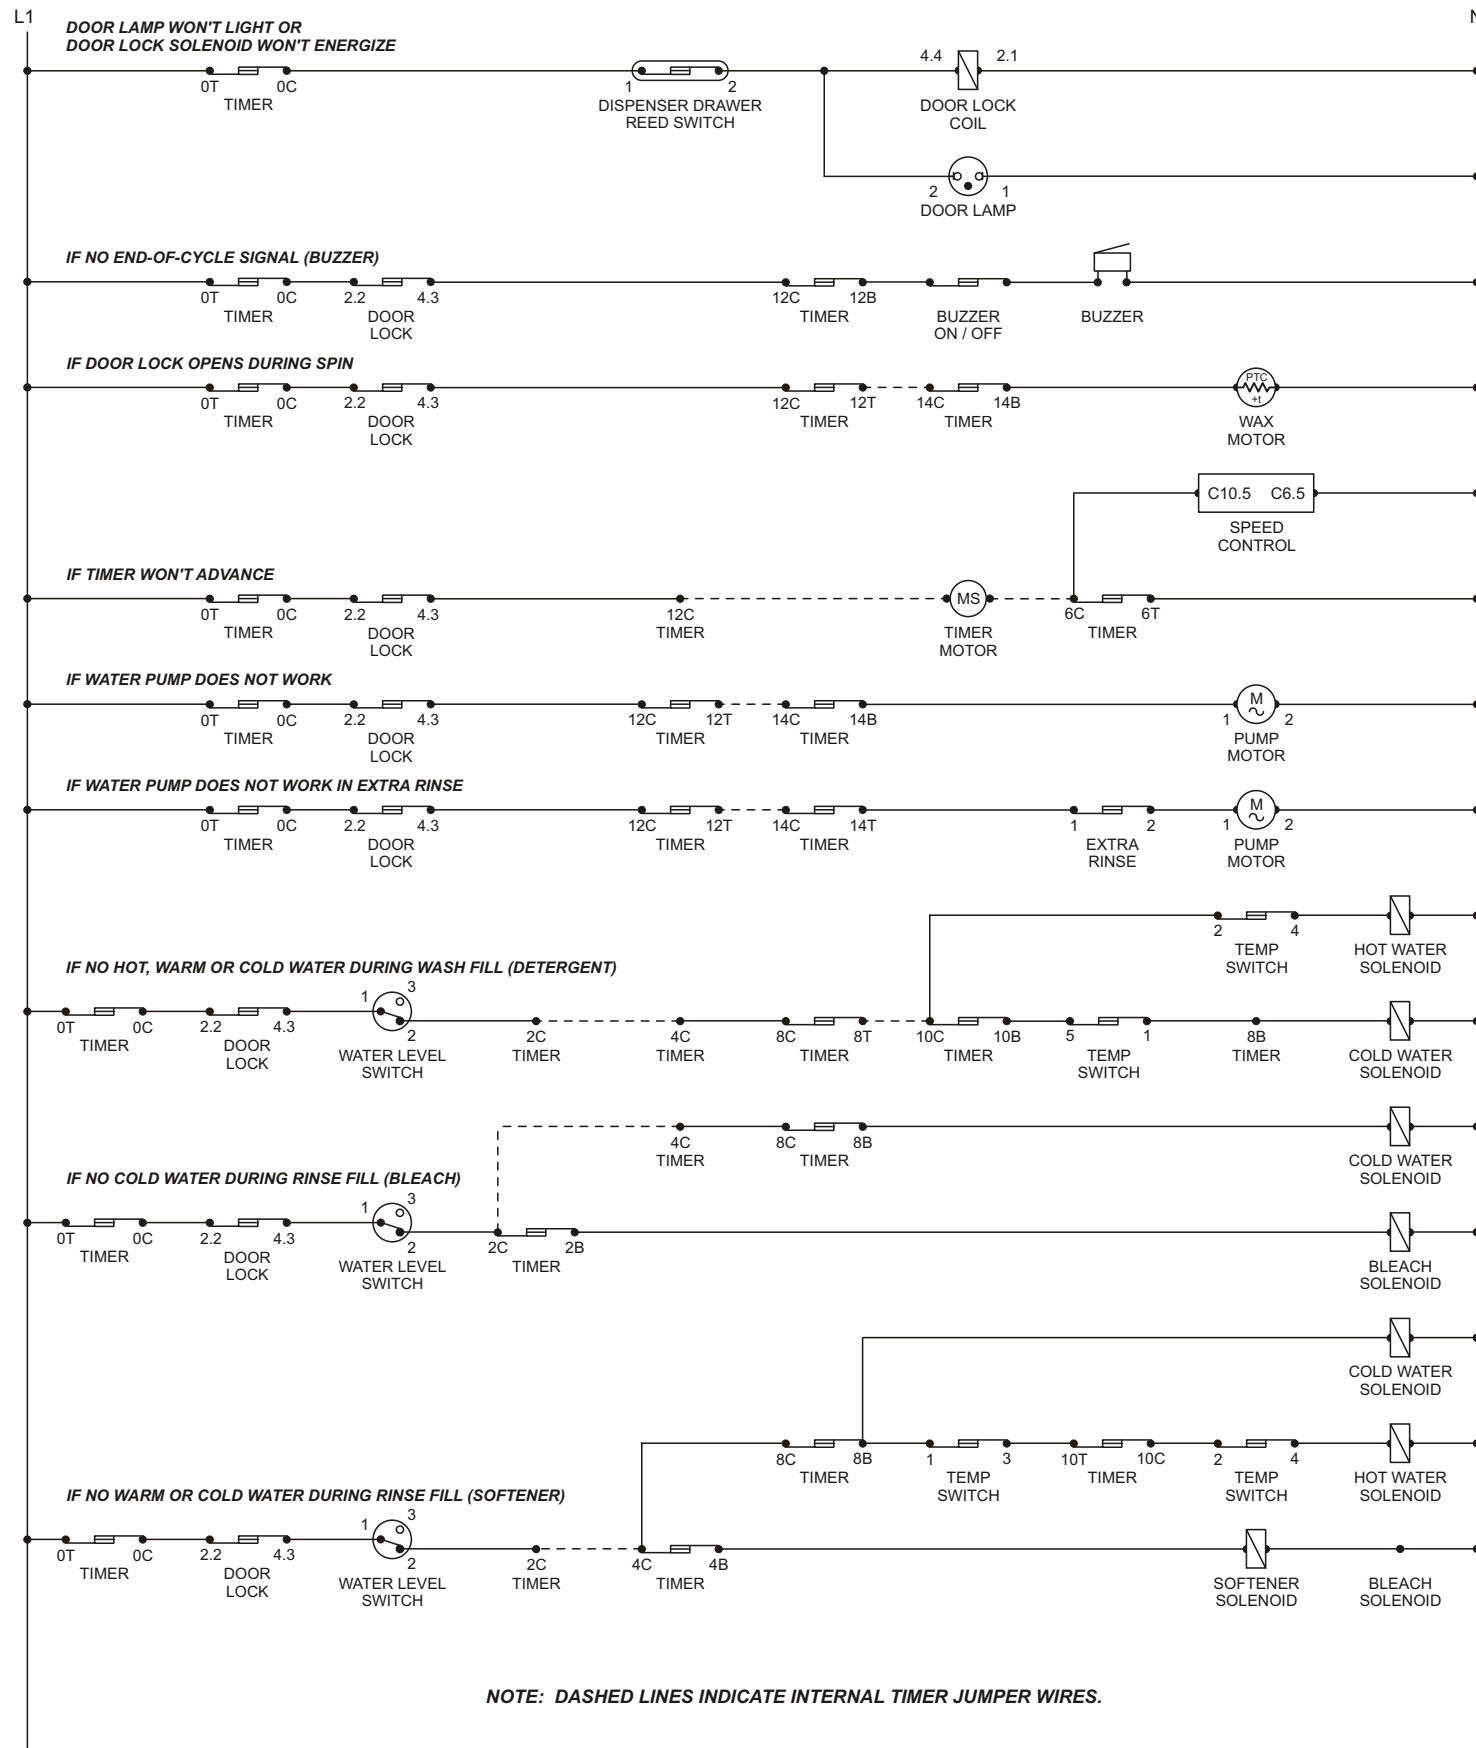 L1
N
DOOR LAMP WON'T LIGHT OR
DOOR LOCK SOLENOID WON'T ENERGIZE
0T 0C
TIMER
1 2
DISPENSER DRAWER
REED SWITCH
4.4 2.1
DOOR LOCK
COIL
2 1
DOOR LAMP
IF NO END-OF-CYCLE SIGNAL (BUZZER)
0T 0C 2.2 4.3 12C 12B
TIMER DOOR LOCK TIMER BUZZER ON / OFF BUZZER
IF DOOR LOCK OPENS DURING SPIN
PTC
+t
0T 0C 2.2 4.3 12C 12T 14C 14B
TIMER DOOR LOCK TIMER TIMER WAX MOTOR
C10.5 C6.5
SPEED
CONTROL
IF TIMER WON'T ADVANCE
MS
0T 0C 2.2 4.3 12C 6C 6T
TIMER DOOR LOCK TIMER TIMER MOTOR TIMER
IF WATER PUMP DOES NOT WORK
M
0T 0C 2.2 4.3 12C 12T 14C 14B 1 2
TIMER DOOR LOCK TIMER TIMER PUMP MOTOR
IF WATER PUMP DOES NOT WORK IN EXTRA RINSE
M
0T 0C 2.2 4.3 12C 12T 14C 14T 1 2 1 2
TIMER DOOR LOCK TIMER TIMER EXTRA RINSE PUMP MOTOR
2 4
TEMP SWITCH HOT WATER SOLENOID
IF NO HOT, WARM OR COLD WATER DURING WASH FILL (DETERGENT)
1 3
0T 0C 2.2 4.3 2 2C 4C 8C 8T 10C 10B 5 1 8B
TIMER DOOR LOCK WATER LEVEL SWITCH TIMER TIMER TIMER TIMER TEMP SWITCH TIMER COLD WATER SOLENOID
4C 8C 8B
TIMER TIMER COLD WATER SOLENOID
IF NO COLD WATER DURING RINSE FILL (BLEACH)
1 3
0T 0C 2.2 4.3 2 2C 2B
TIMER DOOR LOCK WATER LEVEL SWITCH TIMER BLEACH SOLENOID
COLD WATER
SOLENOID
8C 8B 1 3 10T 10C 2 4
TIMER TEMP SWITCH TIMER TEMP SWITCH HOT WATER SOLENOID
IF NO WARM OR COLD WATER DURING RINSE FILL (SOFTENER)
1 3
0T 0C 2.2 4.3 2 2C 4C 4B
TIMER DOOR LOCK WATER LEVEL SWITCH TIMER TIMER SOFTENER SOLENOID BLEACH SOLENOID
NOTE: DASHED LINES INDICATE INTERNAL TIMER JUMPER WIRES.